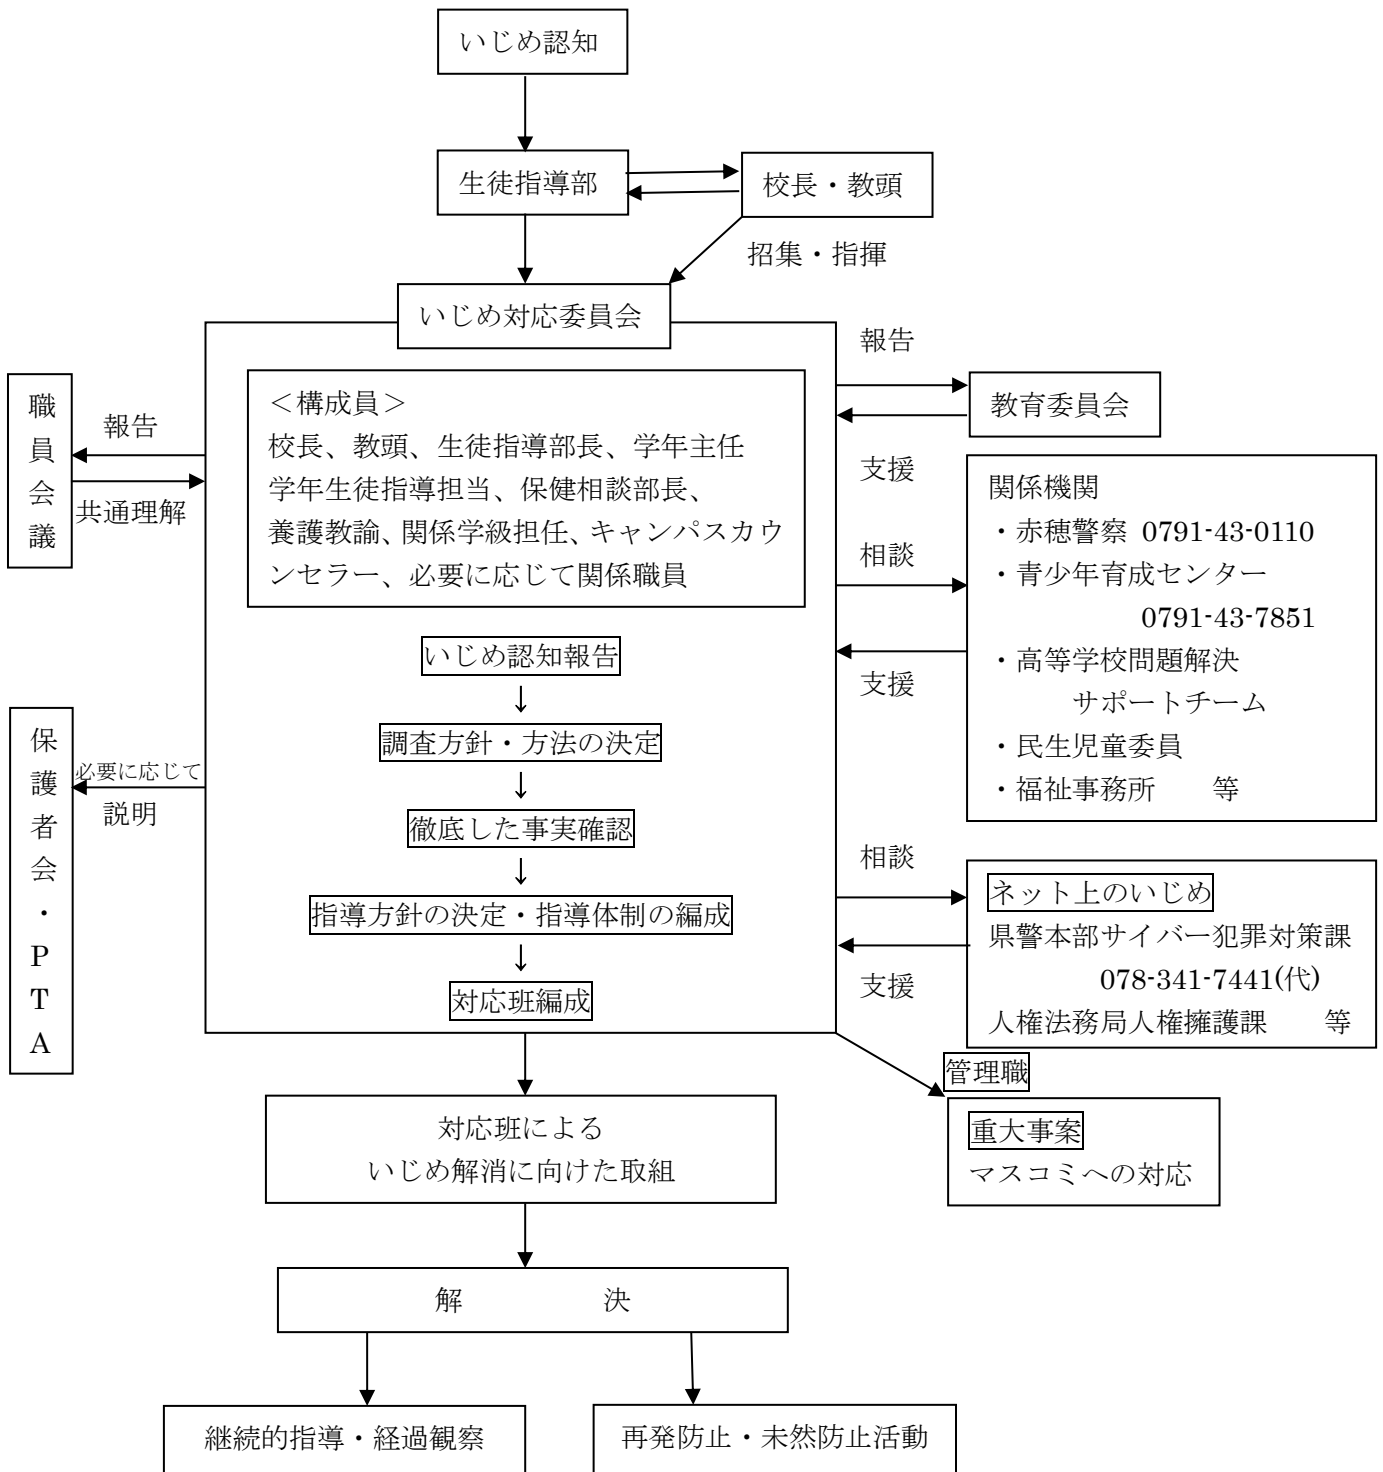 いじめ認知
生徒指導部
校長・教頭
招集・指揮
いじめ対応委員会
報告
教育委員会
支援
職員会議
報告
共通理解
＜構成員＞
校長、教頭、生徒指導部長、学年主任
学年生徒指導担当、保健相談部長、
養護教諭、関係学級担任、キャンパスカウ
ンセラー、必要に応じて関係職員
相談
支援
関係機関
・赤穂警察 0791-43-0110
・青少年育成センター
0791-43-7851
・高等学校問題解決
サポートチーム
・民生児童委員
・福祉事務所　　等
いじめ認知報告
↓
調査方針・方法の決定
↓
徹底した事実確認
↓
指導方針の決定・指導体制の編成
↓
対応班編成
保護者会・PTA
必要に応じて
説明
相談
支援
ネット上のいじめ
県警本部サイバー犯罪対策課
078-341-7441(代)
人権法務局人権擁護課　　等
管理職
重大事案
マスコミへの対応
対応班による
いじめ解消に向けた取組
解　　　　　決
継続的指導・経過観察
再発防止・未然防止活動